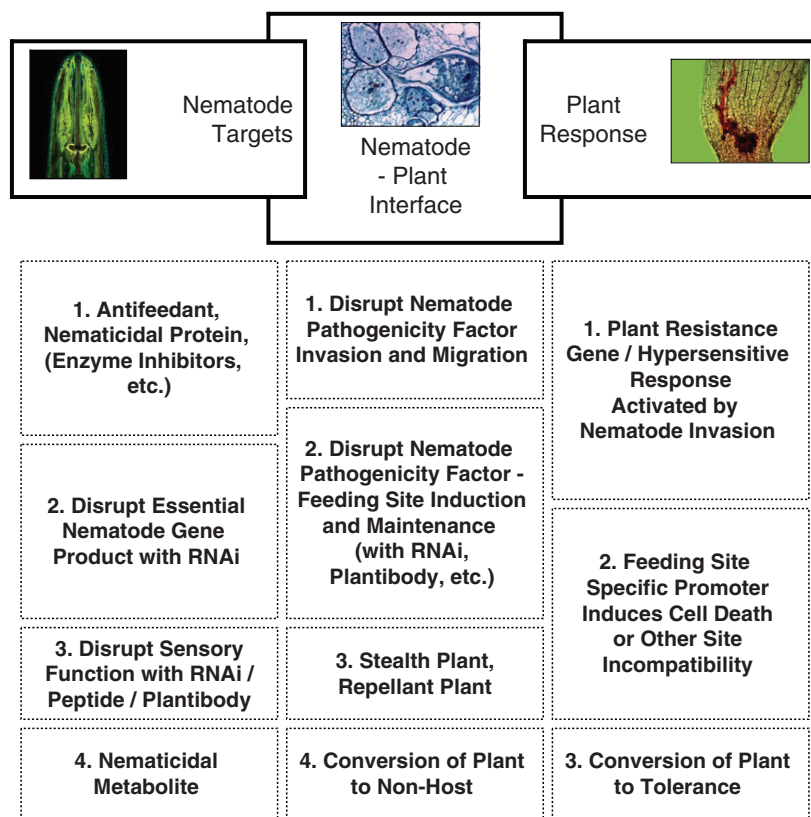 Nematode
Targets
Nematode
- Plant
Interface
Plant
Response
1. Antifeedant,
Nematicidal Protein,
(Enzyme Inhibitors,
etc.)
2. Disrupt Essential
Nematode Gene
Product with RNAi
3. Disrupt Sensory
Function with RNAi /
Peptide / Plantibody
4. Nematicidal
Metabolite
1. Disrupt Nematode
Pathogenicity Factor
Invasion and Migration
2. Disrupt Nematode
Pathogenicity Factor -
Feeding Site Induction
and Maintenance
(with RNAi,
Plantibody, etc.)
3. Stealth Plant,
Repellant Plant
4. Conversion of Plant
to Non-Host
1. Plant Resistance
Gene / Hypersensitive
Response
Activated by
Nematode Invasion
2. Feeding Site
Specific Promoter
Induces Cell Death
or Other Site
Incompatibility
3. Conversion of Plant
to Tolerance